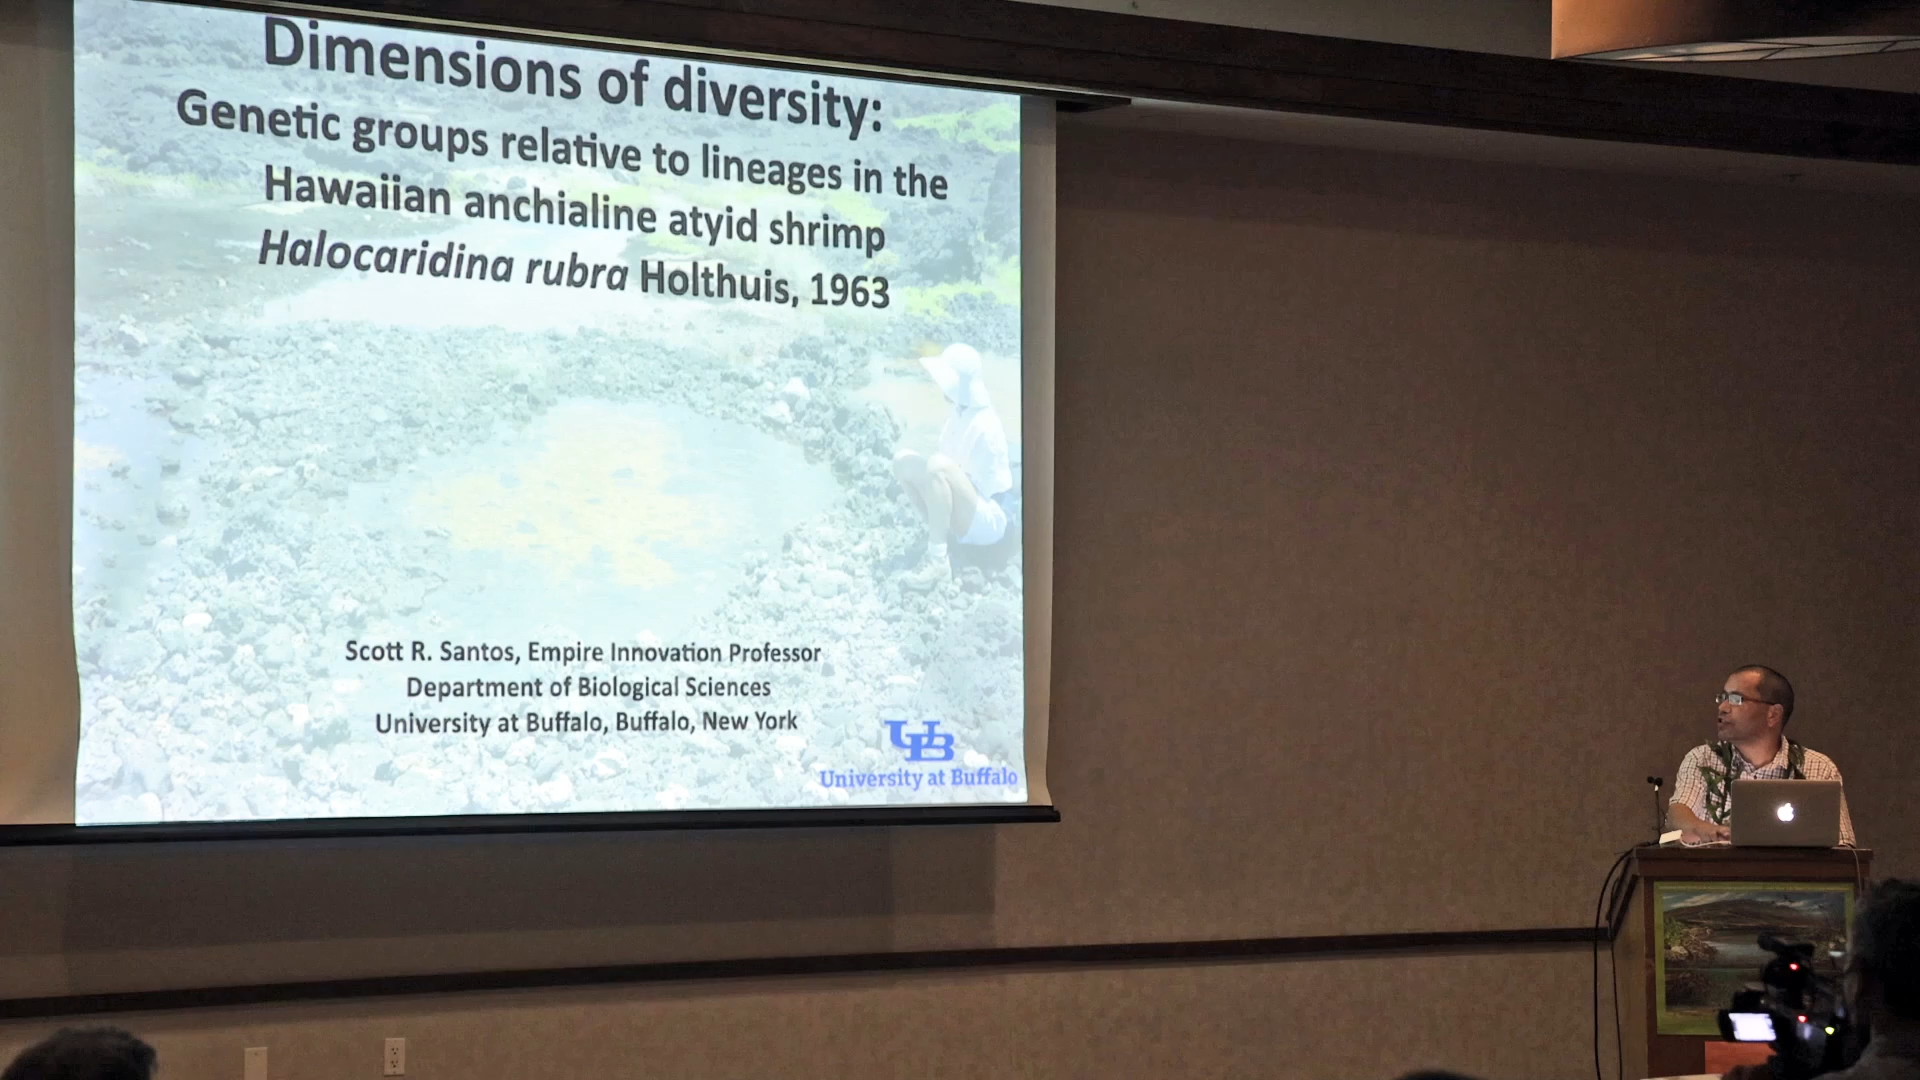 Dimensions of diversity:
Genetic groups relative to lineages in the
Hawaiian anchialine atyid shrimp
Halocaridina rubra Holthuis, 1963
Scott R. Santos, Empire Innovation Professor
Department of Biological Sciences
University at Buffalo, Buffalo, New York
UB
University at Buffalo